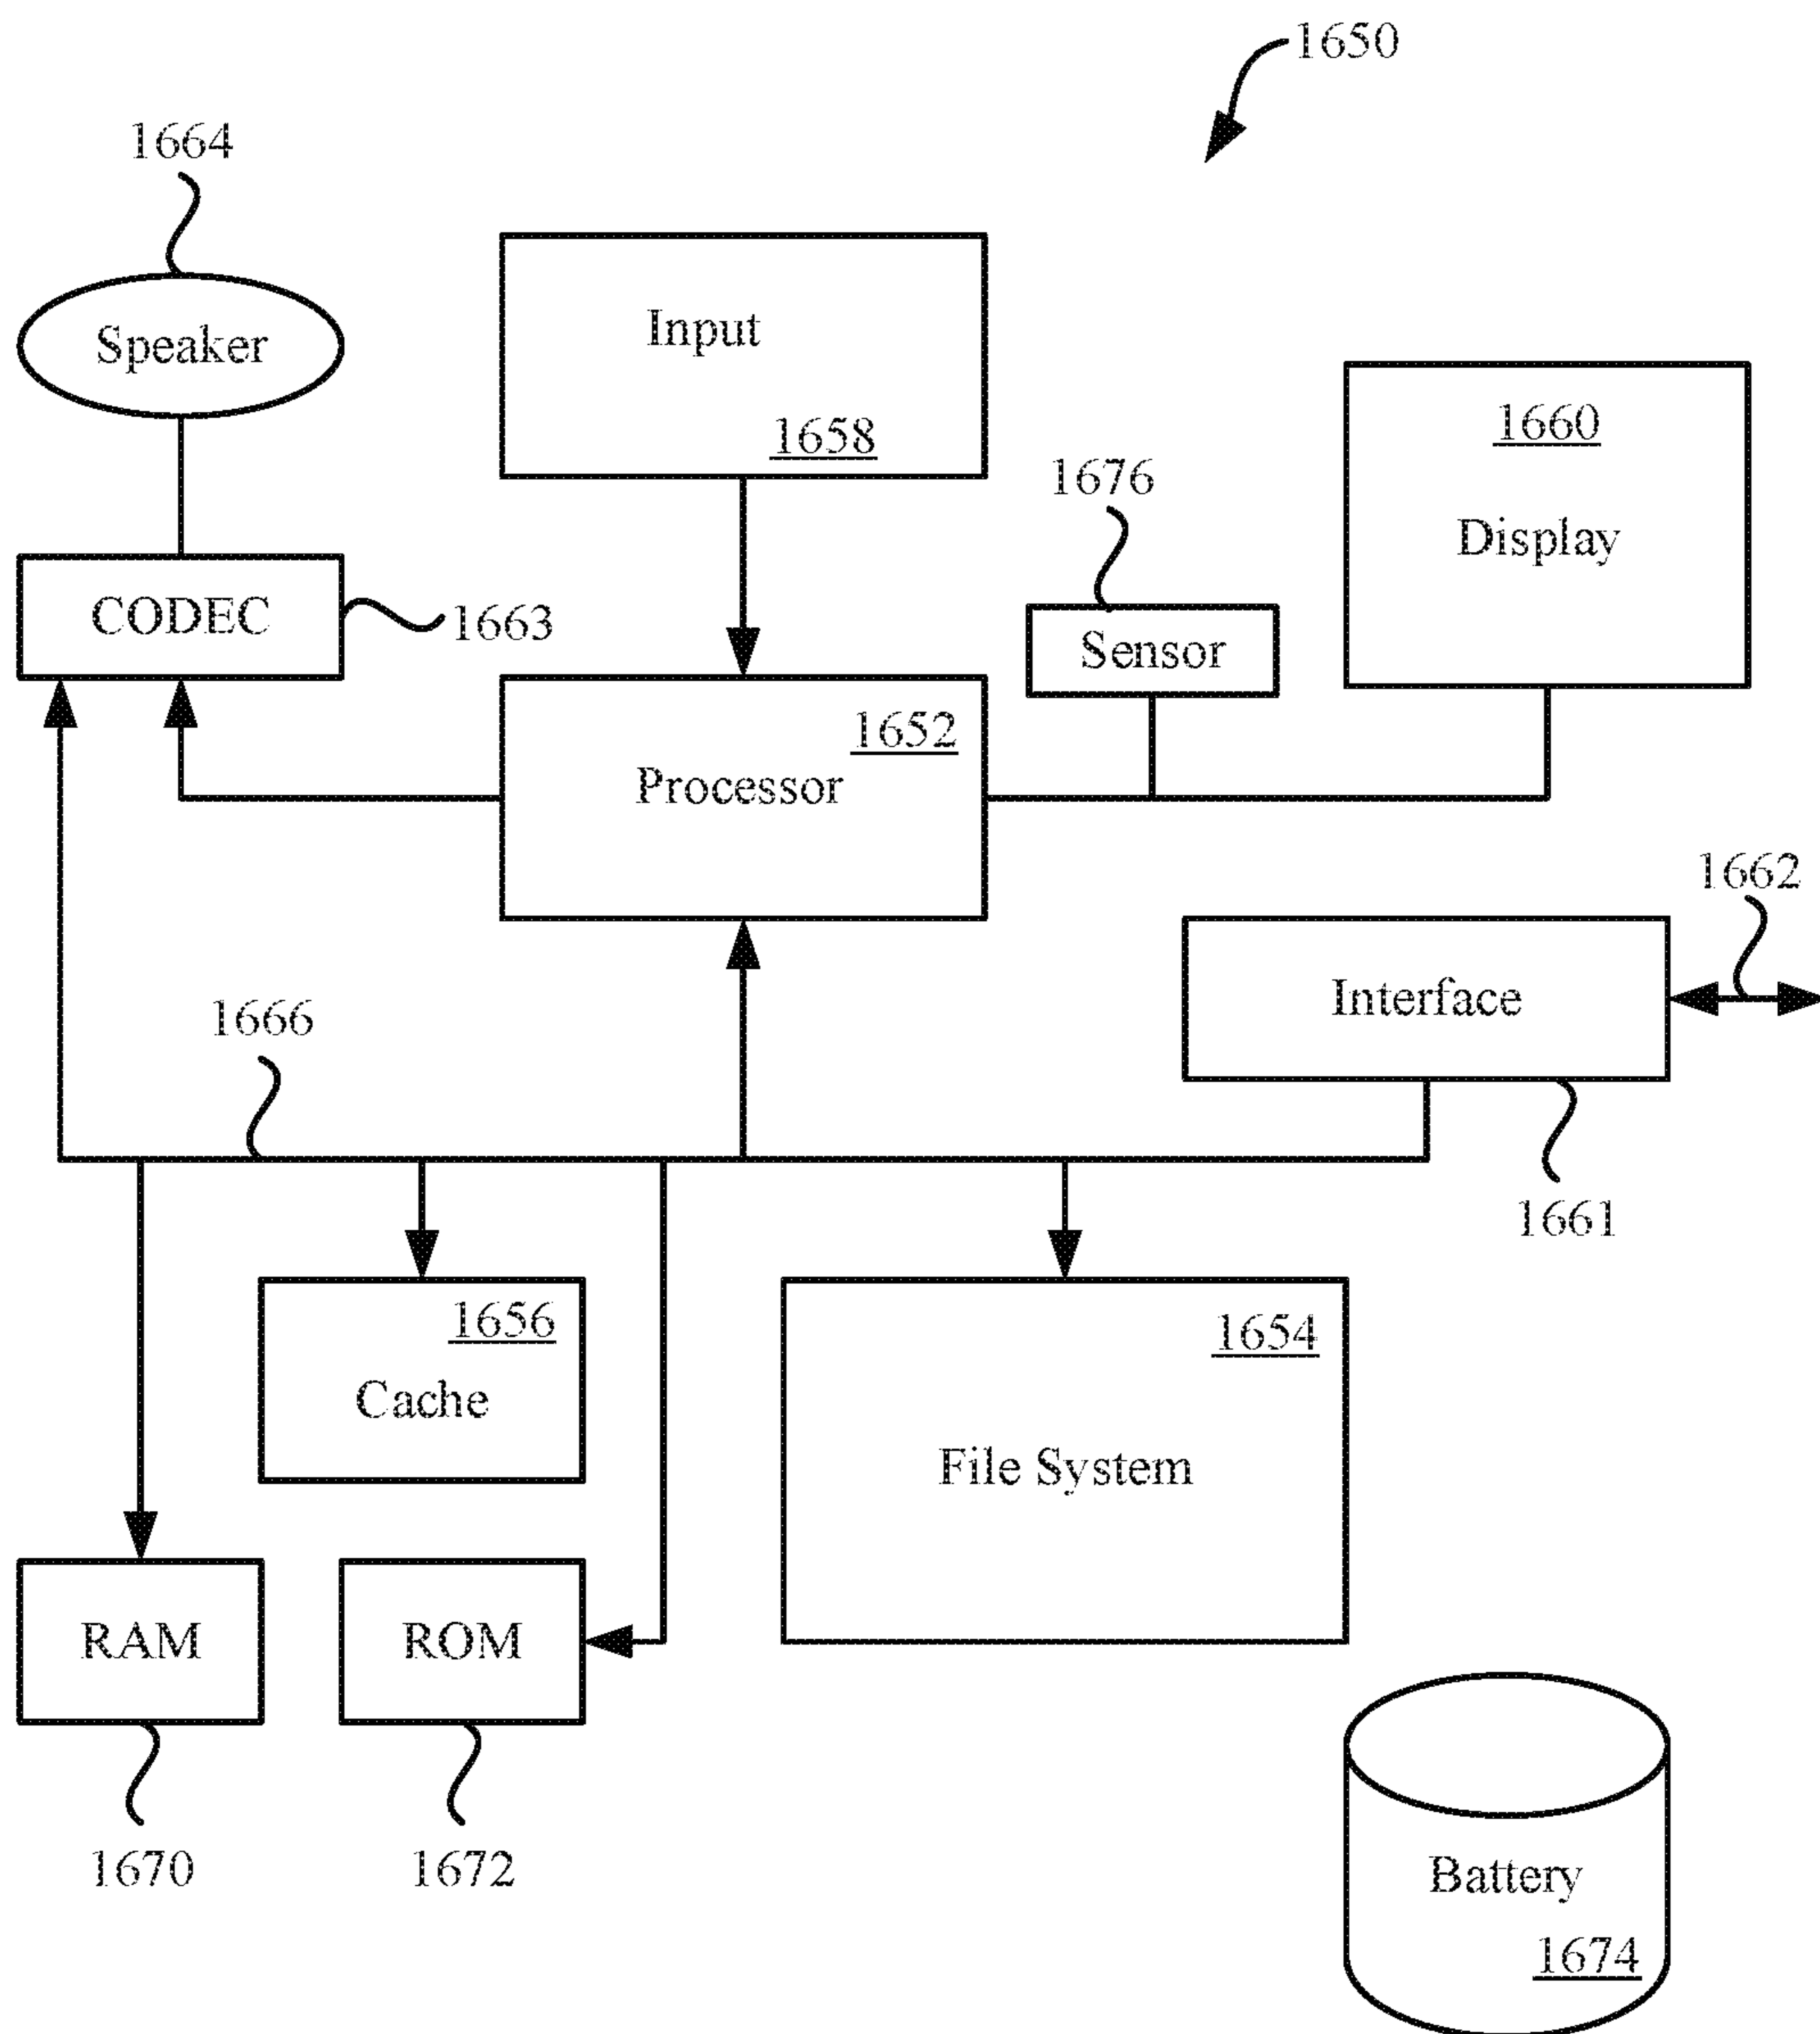 1650
1664
Speaker
Input
1658
1660
Display
1676
Sensor
CODEC
1663
1652
Processor
1662
Interface
1666
1661
1656
Cache
1654
File System
RAM
ROM
1670
1672
Battery
1674